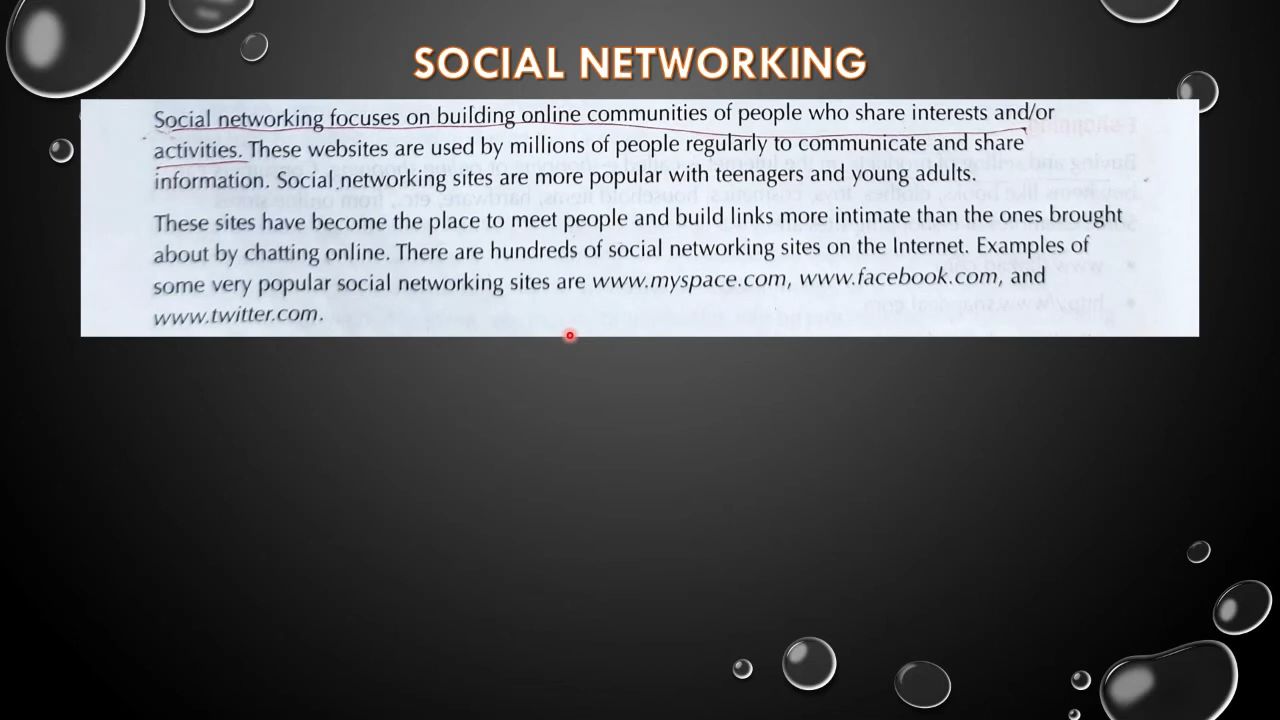 SOCIAL NETWORKING
Social networking focuses on building online communities of people who share interests and/or
activities. These websites are used by millions of people regularly to communicate and share
information. Social networking sites are more popular with teenagers and young adults.
These sites have become the place to meet people and build links more intimate than the ones brought
about by chatting online. There are hundreds of social networking sites on the Internet. Examples of
some very popular social networking sites are www.myspace.com, www.facebook.com, and
www.twitter.com.